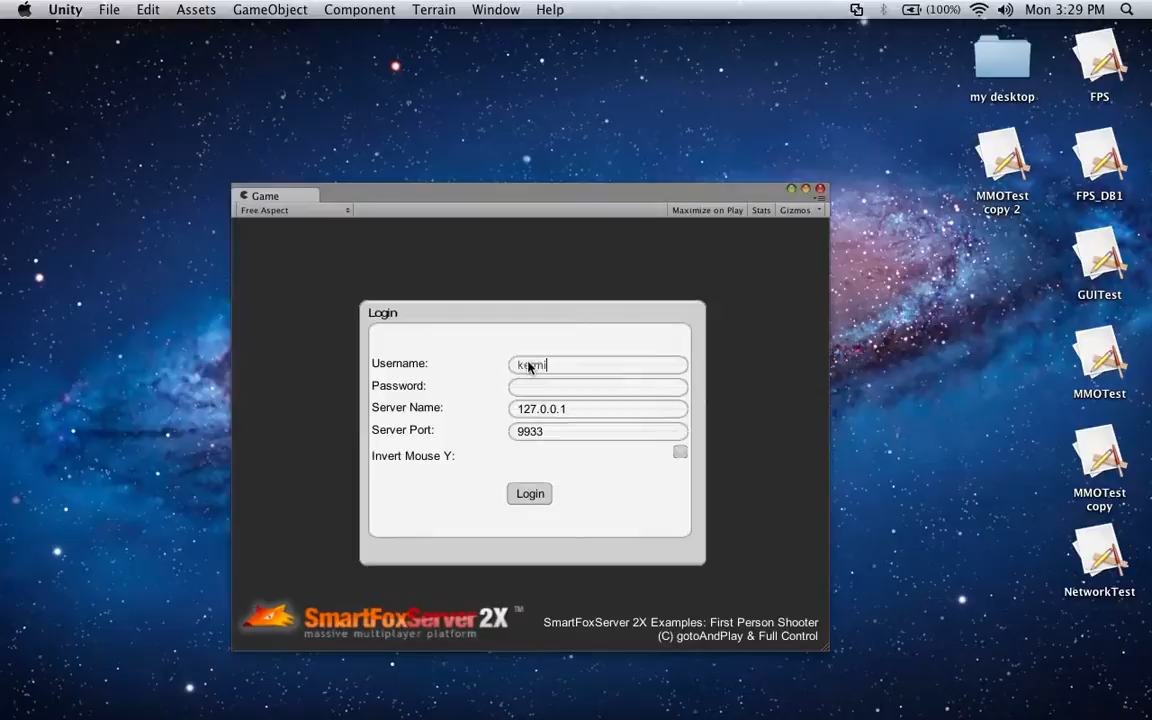 Unity File Edit Assets GameObject Component Terrain Window Help (100%) Mon 3:29 PM
my desktop
FPS
MMOTest
copy 2
FPS_DB1
GUITest
MMOTest
MMOTest
copy
NetworkTest
Game
Free Aspect Maximize on Play Stats Gizmos
Login
Username:
Password:
Server Name: 127.0.0.1
Server Port: 9933
Invert Mouse Y:
Login
SmartFoxServer 2X ™
massive multiplayer platform
SmartFoxServer 2X Examples: First Person Shooter
(C) gotoAndPlay & Full Control